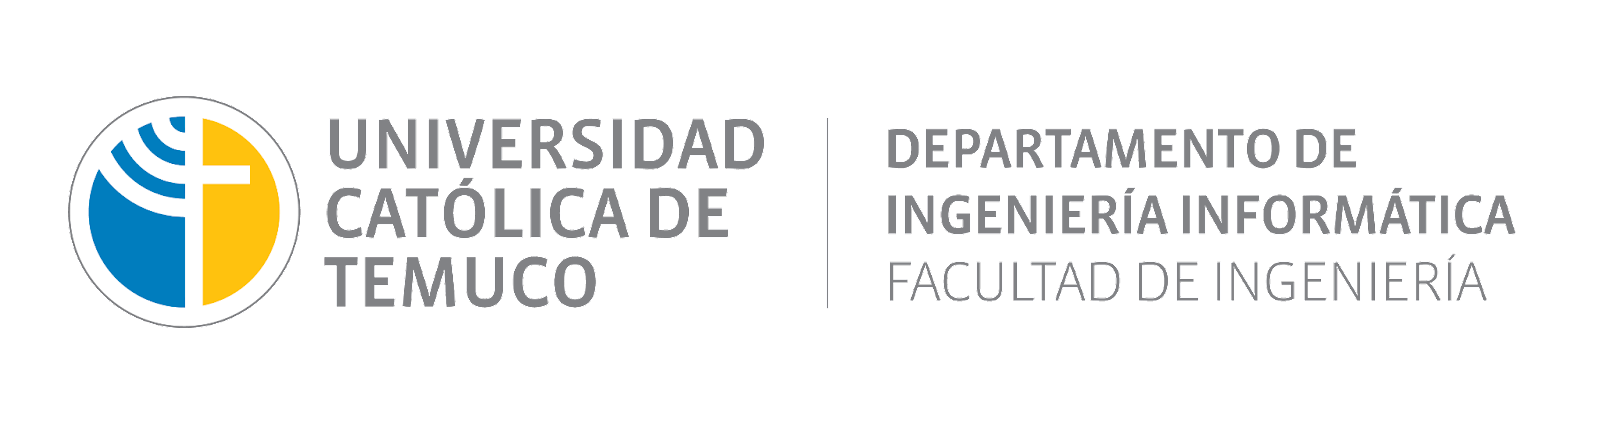 UNIVERSIDAD
CATÓLICA DE
TEMUCO
DEPARTAMENTO DE
INGENIERÍA INFORMÁTICA
FACULTAD DE INGENIERÍA